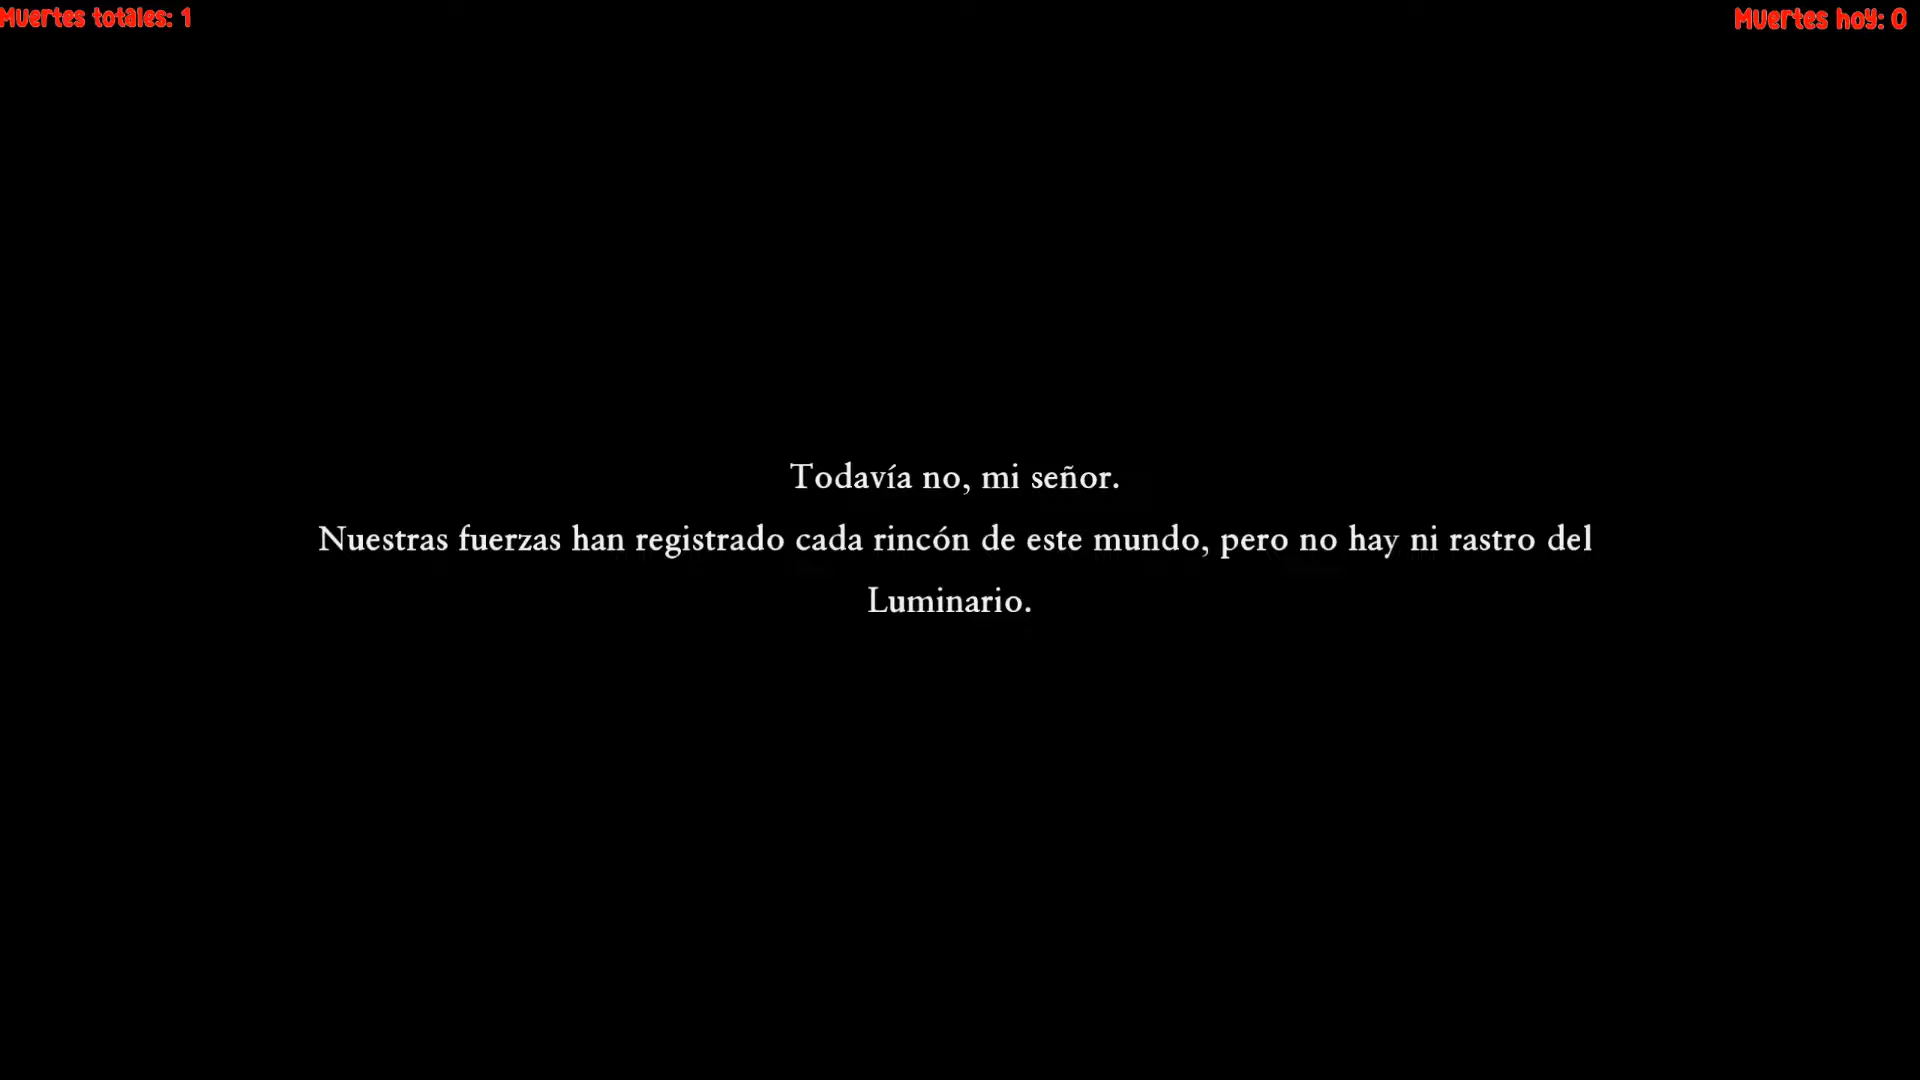 Muertes totales: 1
Muertes hoy: 0
Todavía no, mi señor.
Nuestras fuerzas han registrado cada rincón de este mundo, pero no hay ni rastro del
Luminario.